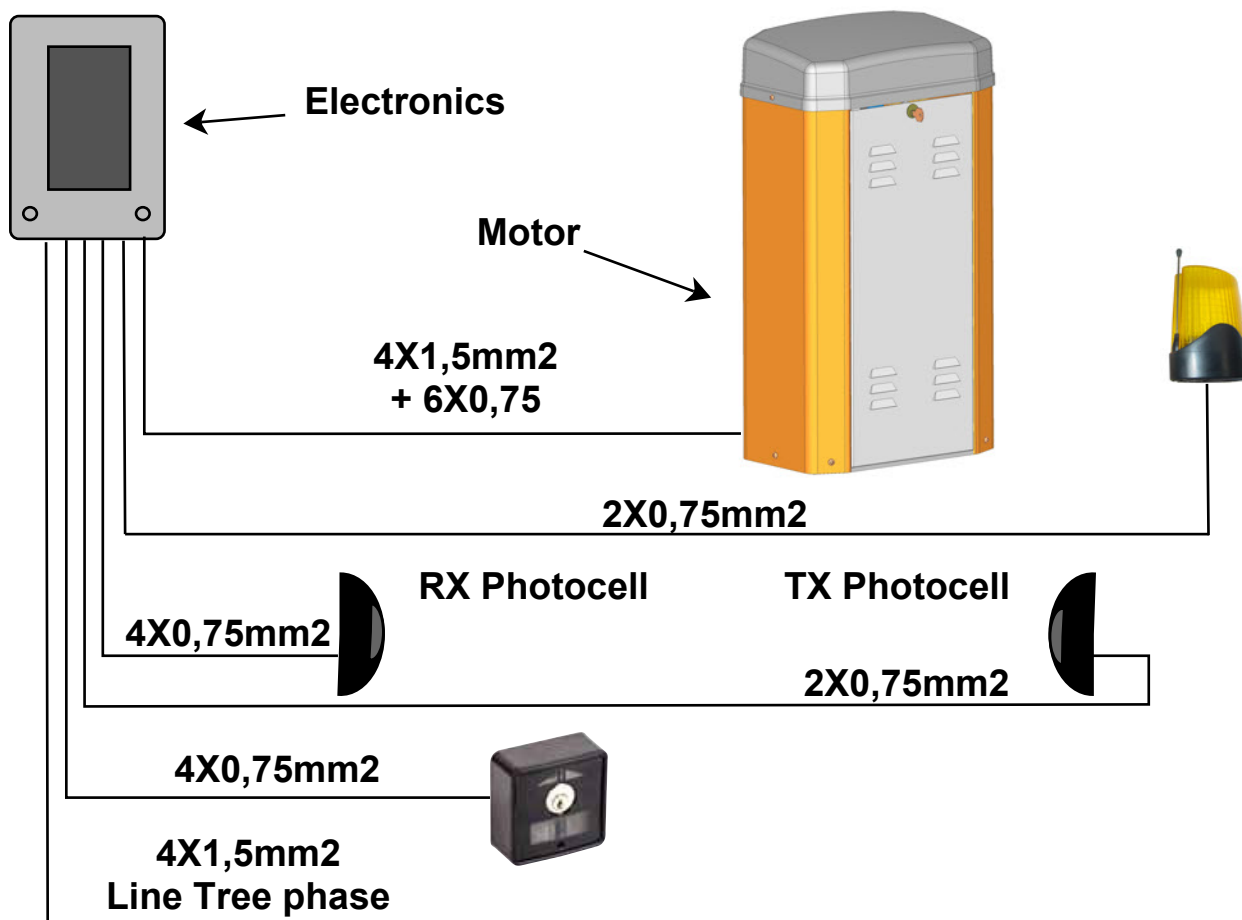 Electronics
Motor
4X1,5mm2
+ 6X0,75
2X0,75mm2
RX Photocell
TX Photocell
4X0,75mm2
2X0,75mm2
4X0,75mm2
4X1,5mm2
Line Tree phase